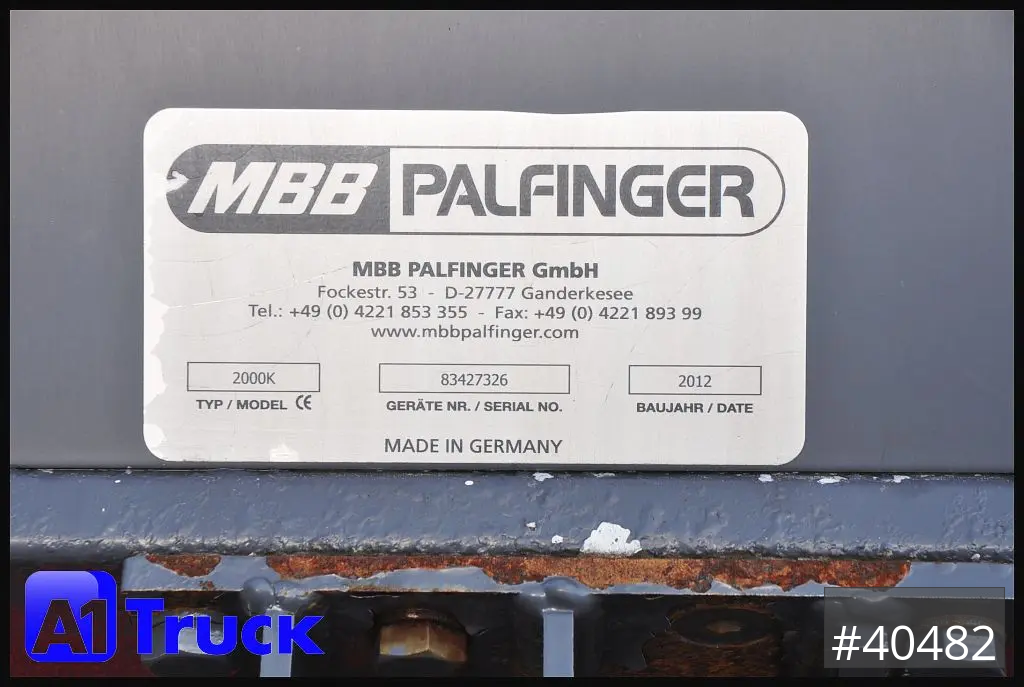 MBB PALFINGER
MBB PALFINGER GmbH
Fockestr. 53 - D-27777 Ganderkesee
Tel.: +49 (0) 4221 853 355 - Fax: +49 (0) 4221 893 99
www.mbbpalfinger.com
2000K 83427326 2012
TYP / MODEL CE GERÄTE NR. / SERIAL NO. BAUJAHR / DATE
MADE IN GERMANY
A1 Truck
#40482